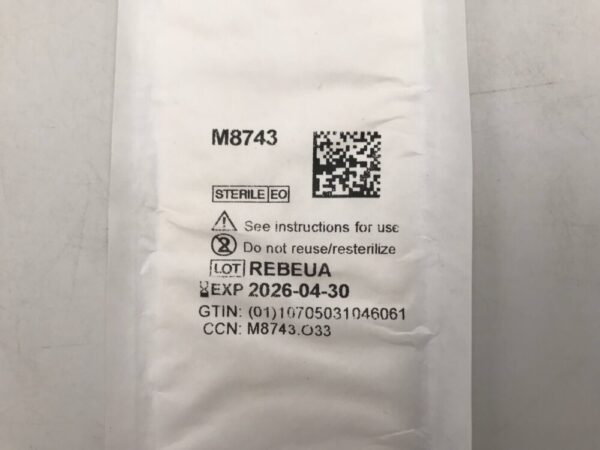 M8743
STERILE EO
See instructions for use
Do not reuse/resterilize
LOT REBEUA
EXP 2026-04-30
GTIN: (01)10705031046061
CCN: M8743.O33